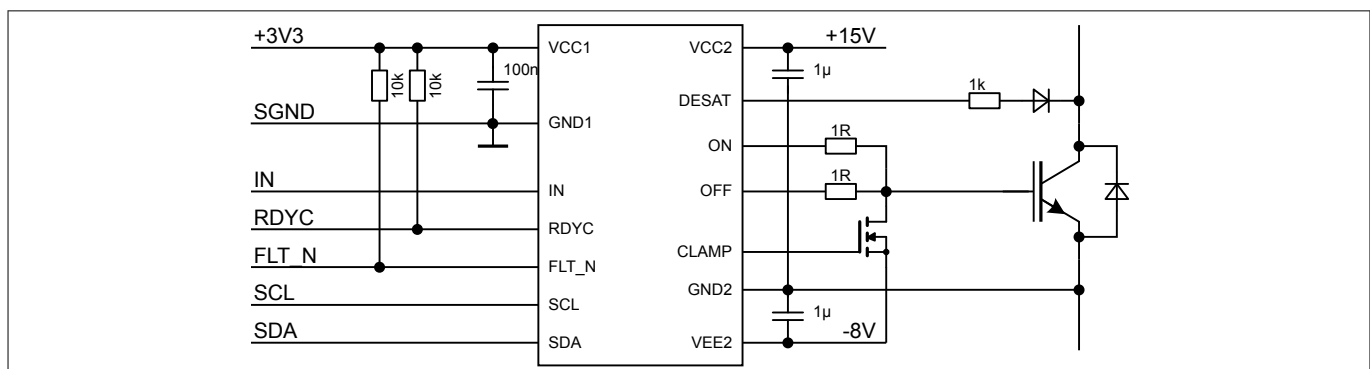 +3V3
SGND
IN
RDYC
FLT_N
SCL
SDA
10k
10k
100n
VCC1
GND1
IN
RDYC
FLT_N
SCL
SDA
VCC2
DESAT
ON
OFF
CLAMP
GND2
VEE2
+15V
1µ
1k
1R
1R
1µ
-8V